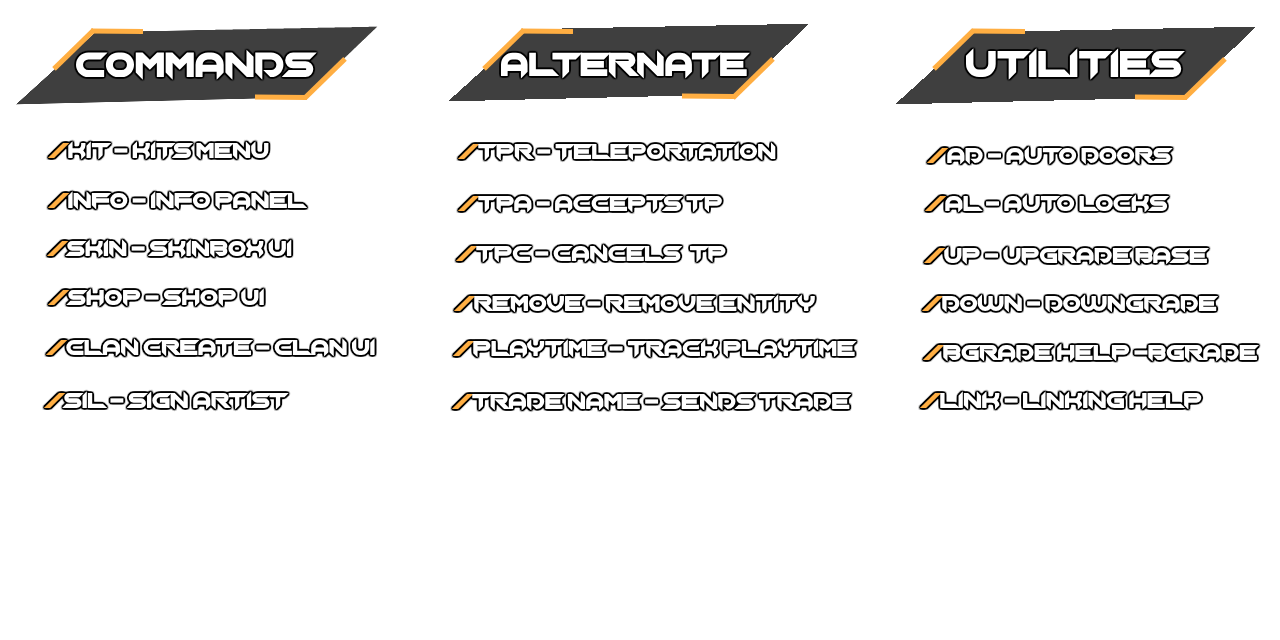 COMMANDS
/KIT - KITS MENU
/INFO - INFO PANEL
/SKIN - SKINBOX UI
/SHOP - SHOP UI
/CLAN CREATE - CLAN UI
/SIL - SIGN ARTIST
ALTERNATE
/TPR - TELEPORTATION
/TPA - ACCEPTS TP
/TPC - CANCELS TP
/REMOVE - REMOVE ENTITY
/PLAYTIME - TRACK PLAYTIME
/TRADE NAME - SENDS TRADE
UTILITIES
/AD - AUTO DOORS
/AL - AUTO LOCKS
/UP - UPGRADE BASE
/DOWN - DOWNGRADE
/BGRADE HELP -BGRADE
/LINK - LINKING HELP